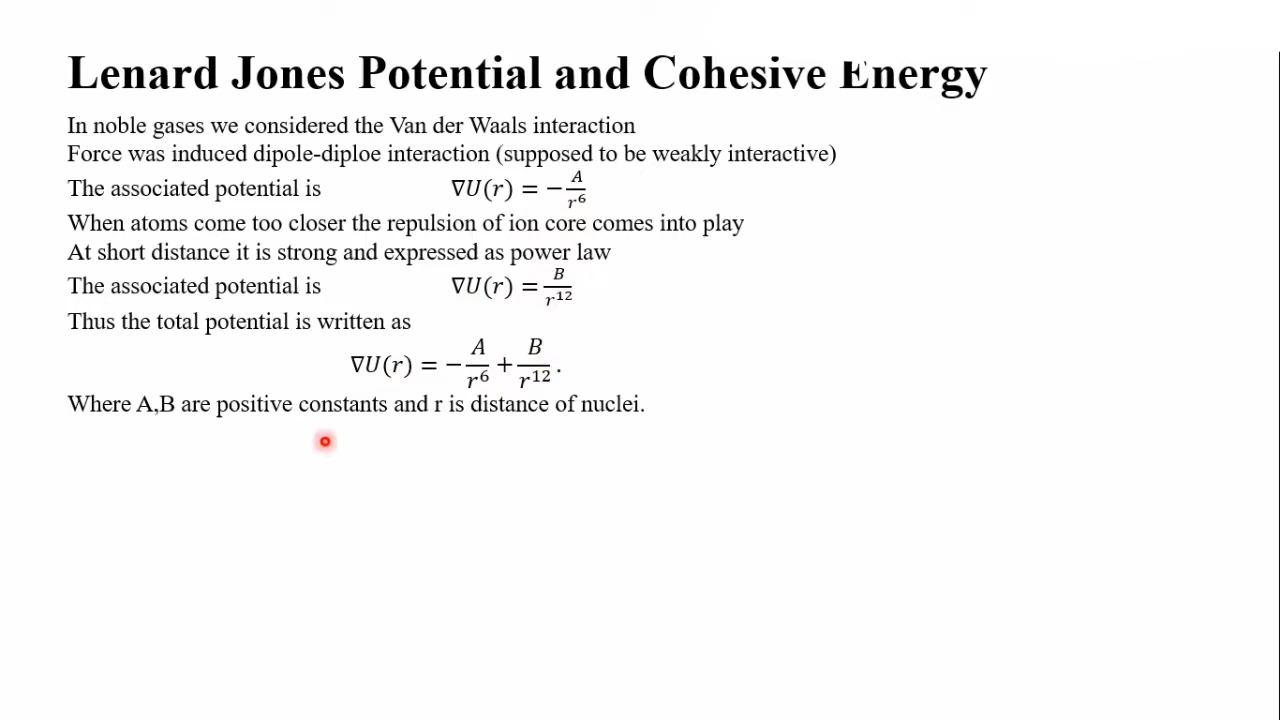 Lenard Jones Potential and Cohesive Energy
In noble gases we considered the Van der Waals interaction
Force was induced dipole-diploe interaction (supposed to be weakly interactive)
The associated potential is ∇U(r) = −A/r⁶
When atoms come too closer the repulsion of ion core comes into play
At short distance it is strong and expressed as power law
The associated potential is ∇U(r) = B/r¹²
Thus the total potential is written as
∇U(r) = −A/r⁶ + B/r¹².
Where A,B are positive constants and r is distance of nuclei.